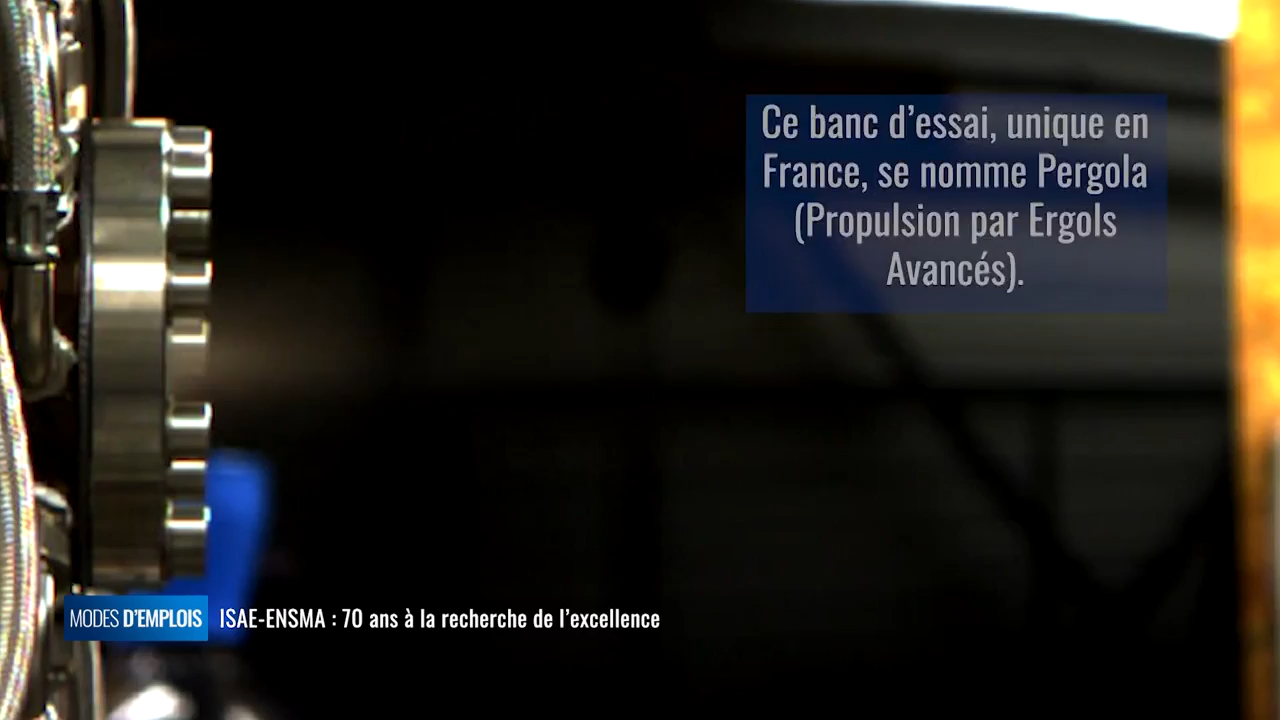 Ce banc d’essai, unique en
France, se nomme Pergola
(Propulsion par Ergols
Avancés).
MODES D’EMPLOIS ISAE-ENSMA : 70 ans à la recherche de l’excellence